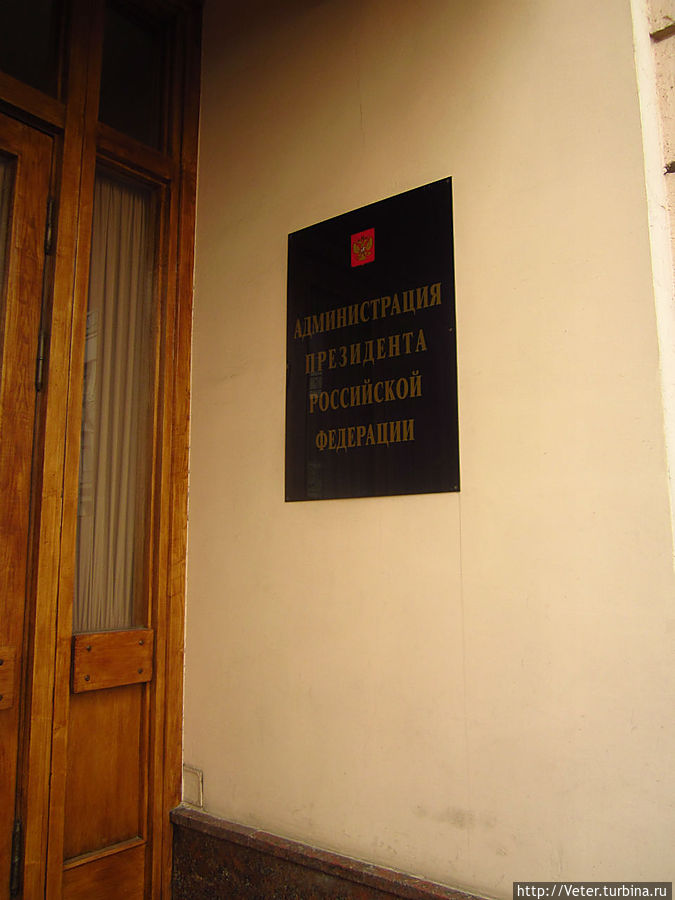 АДМИНИСТРАЦИЯ
ПРЕЗИДЕНТА
РОССИЙСКОЙ
ФЕДЕРАЦИИ
http://Veter.turbina.ru/